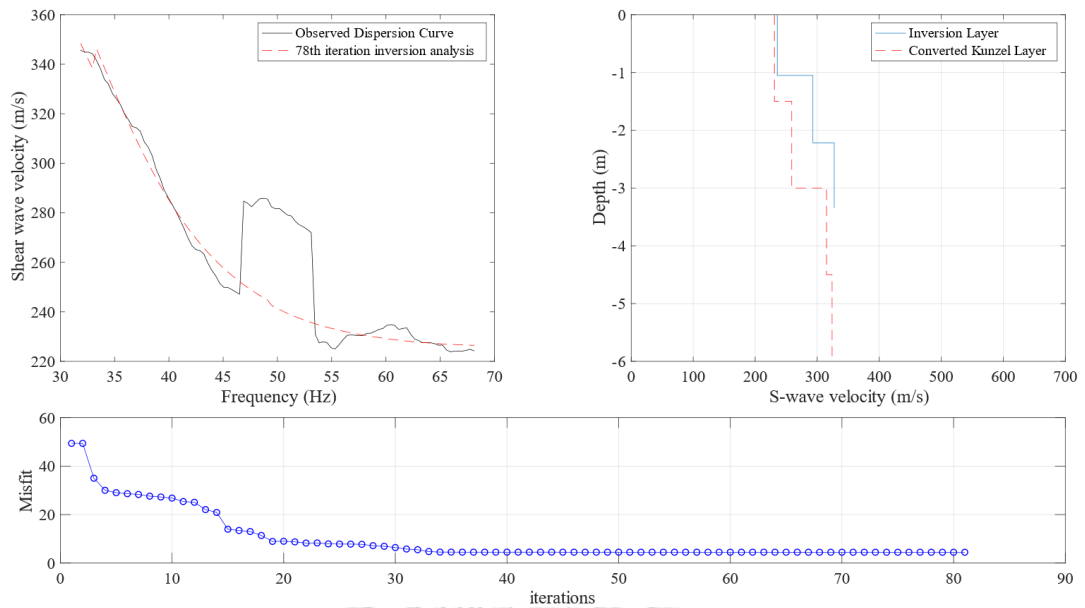 360
340
320
300
280
260
240
220
Shear wave velocity (m/s)
Observed Dispersion Curve
78th iteration inversion analysis
30 35 40 45 50 55 60 65 70
Frequency (Hz)
0
-1
-2
-3
-4
-5
-6
Depth (m)
Inversion Layer
Converted Kunzel Layer
0 100 200 300 400 500 600 700
S-wave velocity (m/s)
60
40
20
0
Misfit
0 10 20 30 40 50 60 70 80 90
iterations